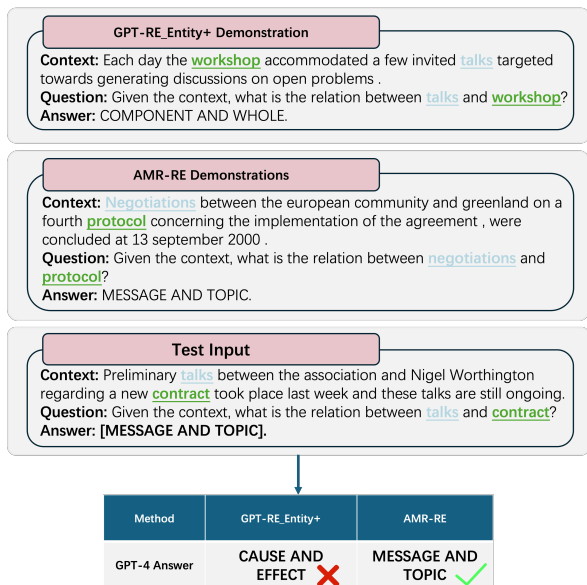 GPT-RE_Entity+ Demonstration
Context: Each day the workshop accommodated a few invited talks targeted
towards generating discussions on open problems .
Question: Given the context, what is the relation between talks and workshop?
Answer: COMPONENT AND WHOLE.
AMR-RE Demonstrations
Context: Negotiations between the european community and greenland on a
fourth protocol concerning the implementation of the agreement , were
concluded at 13 september 2000 .
Question: Given the context, what is the relation between negotiations and
protocol?
Answer: MESSAGE AND TOPIC.
Test Input
Context: Preliminary talks between the association and Nigel Worthington
regarding a new contract took place last week and these talks are still ongoing.
Question: Given the context, what is the relation between talks and contract?
Answer: [MESSAGE AND TOPIC].
Method GPT-RE_Entity+ AMR-RE
GPT-4 Answer CAUSE AND EFFECT MESSAGE AND TOPIC